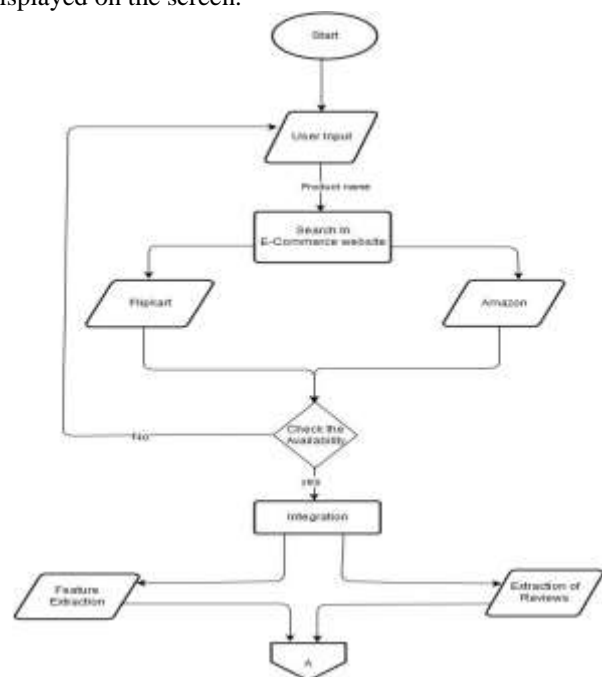 isplayed on the screen.
Start
User Input
Product name
Search In
E-Commerce website
Flipkart
Amazon
Check the
Availability
No
yes
Integration
Feature
Extraction
Extraction of
Reviews
A